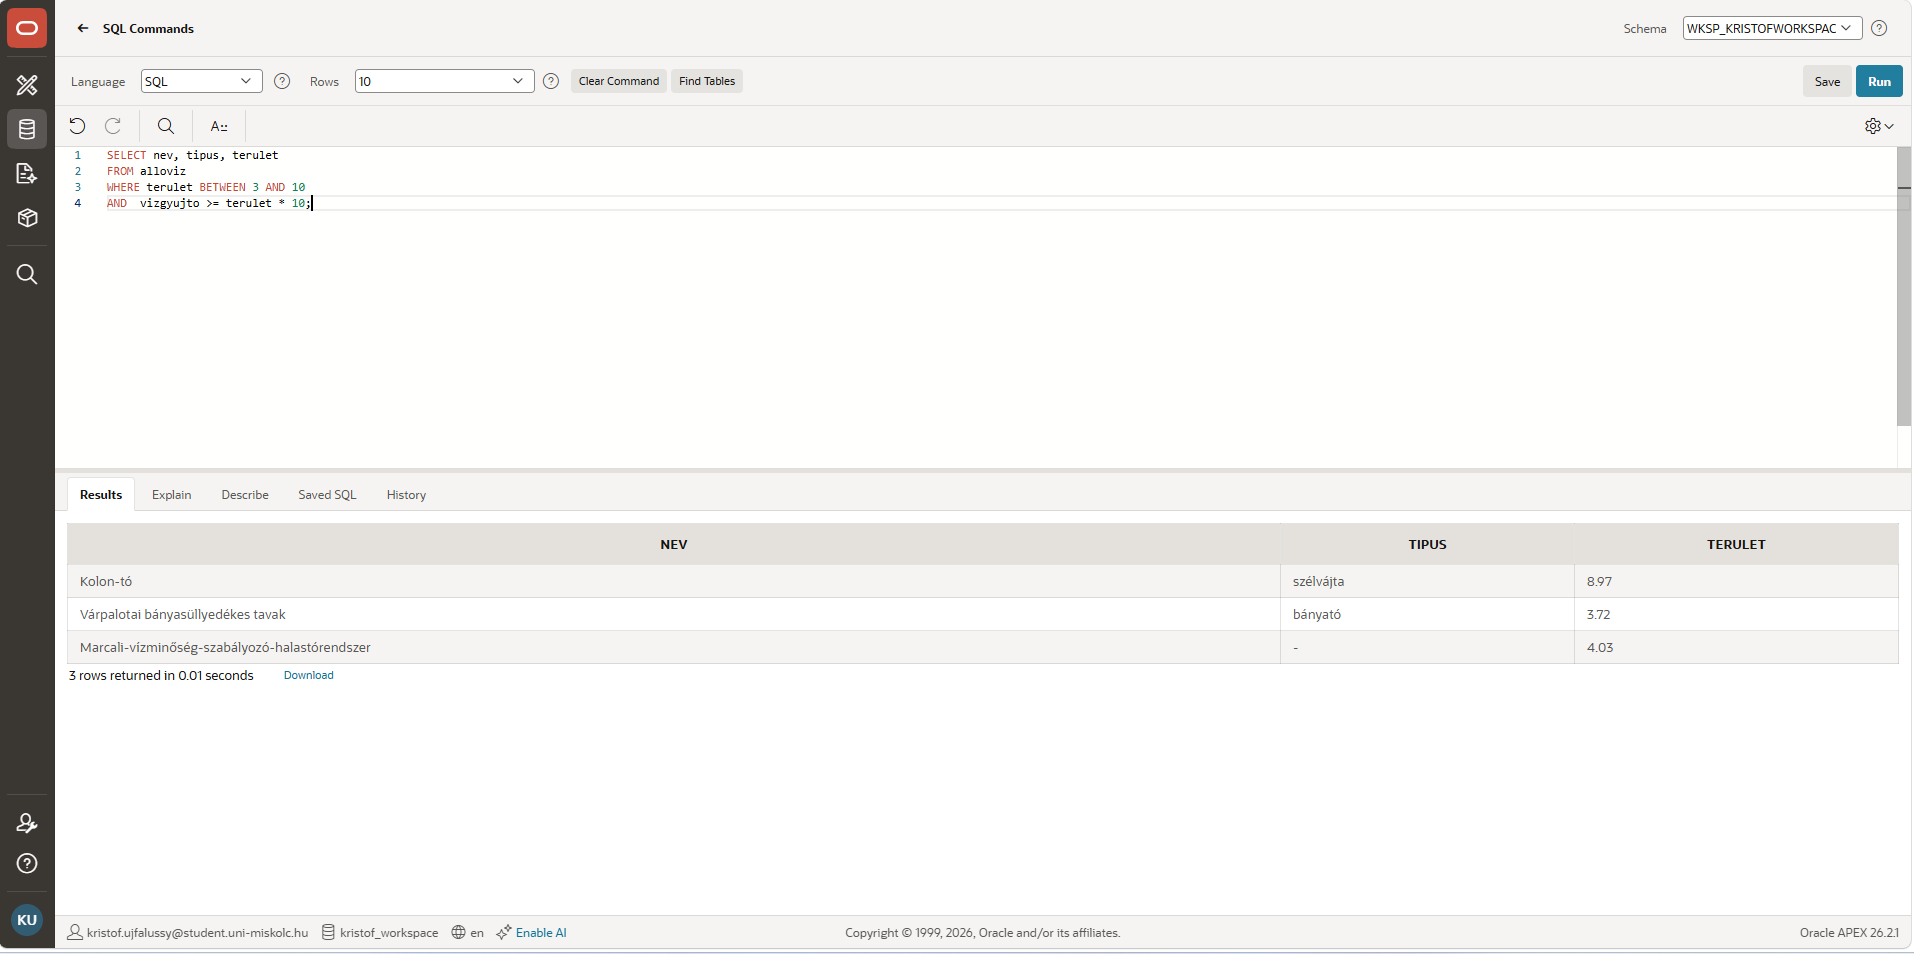 SQL Commands
Schema WKSP_KRISTOFWORKSPAC
Language SQL Rows 10 Clear Command Find Tables Save Run
1 SELECT nev, tipus, terulet
2 FROM alloviz
3 WHERE terulet BETWEEN 3 AND 10
4 AND vizgyujto >= terulet * 10;
Results Explain Describe Saved SQL History
NEV TIPUS TERULET
Kolon-tó szélvájta 8.97
Várpalotai bányasüllyedékes tavak bányató 3.72
Marcali-vízminőség-szabályozó-halastórendszer - 4.03
3 rows returned in 0.01 seconds Download
KU
kristof.ujfalussy@student.uni-miskolc.hu kristof_workspace en Enable AI Copyright © 1999, 2026, Oracle and/or its affiliates. Oracle APEX 26.2.1